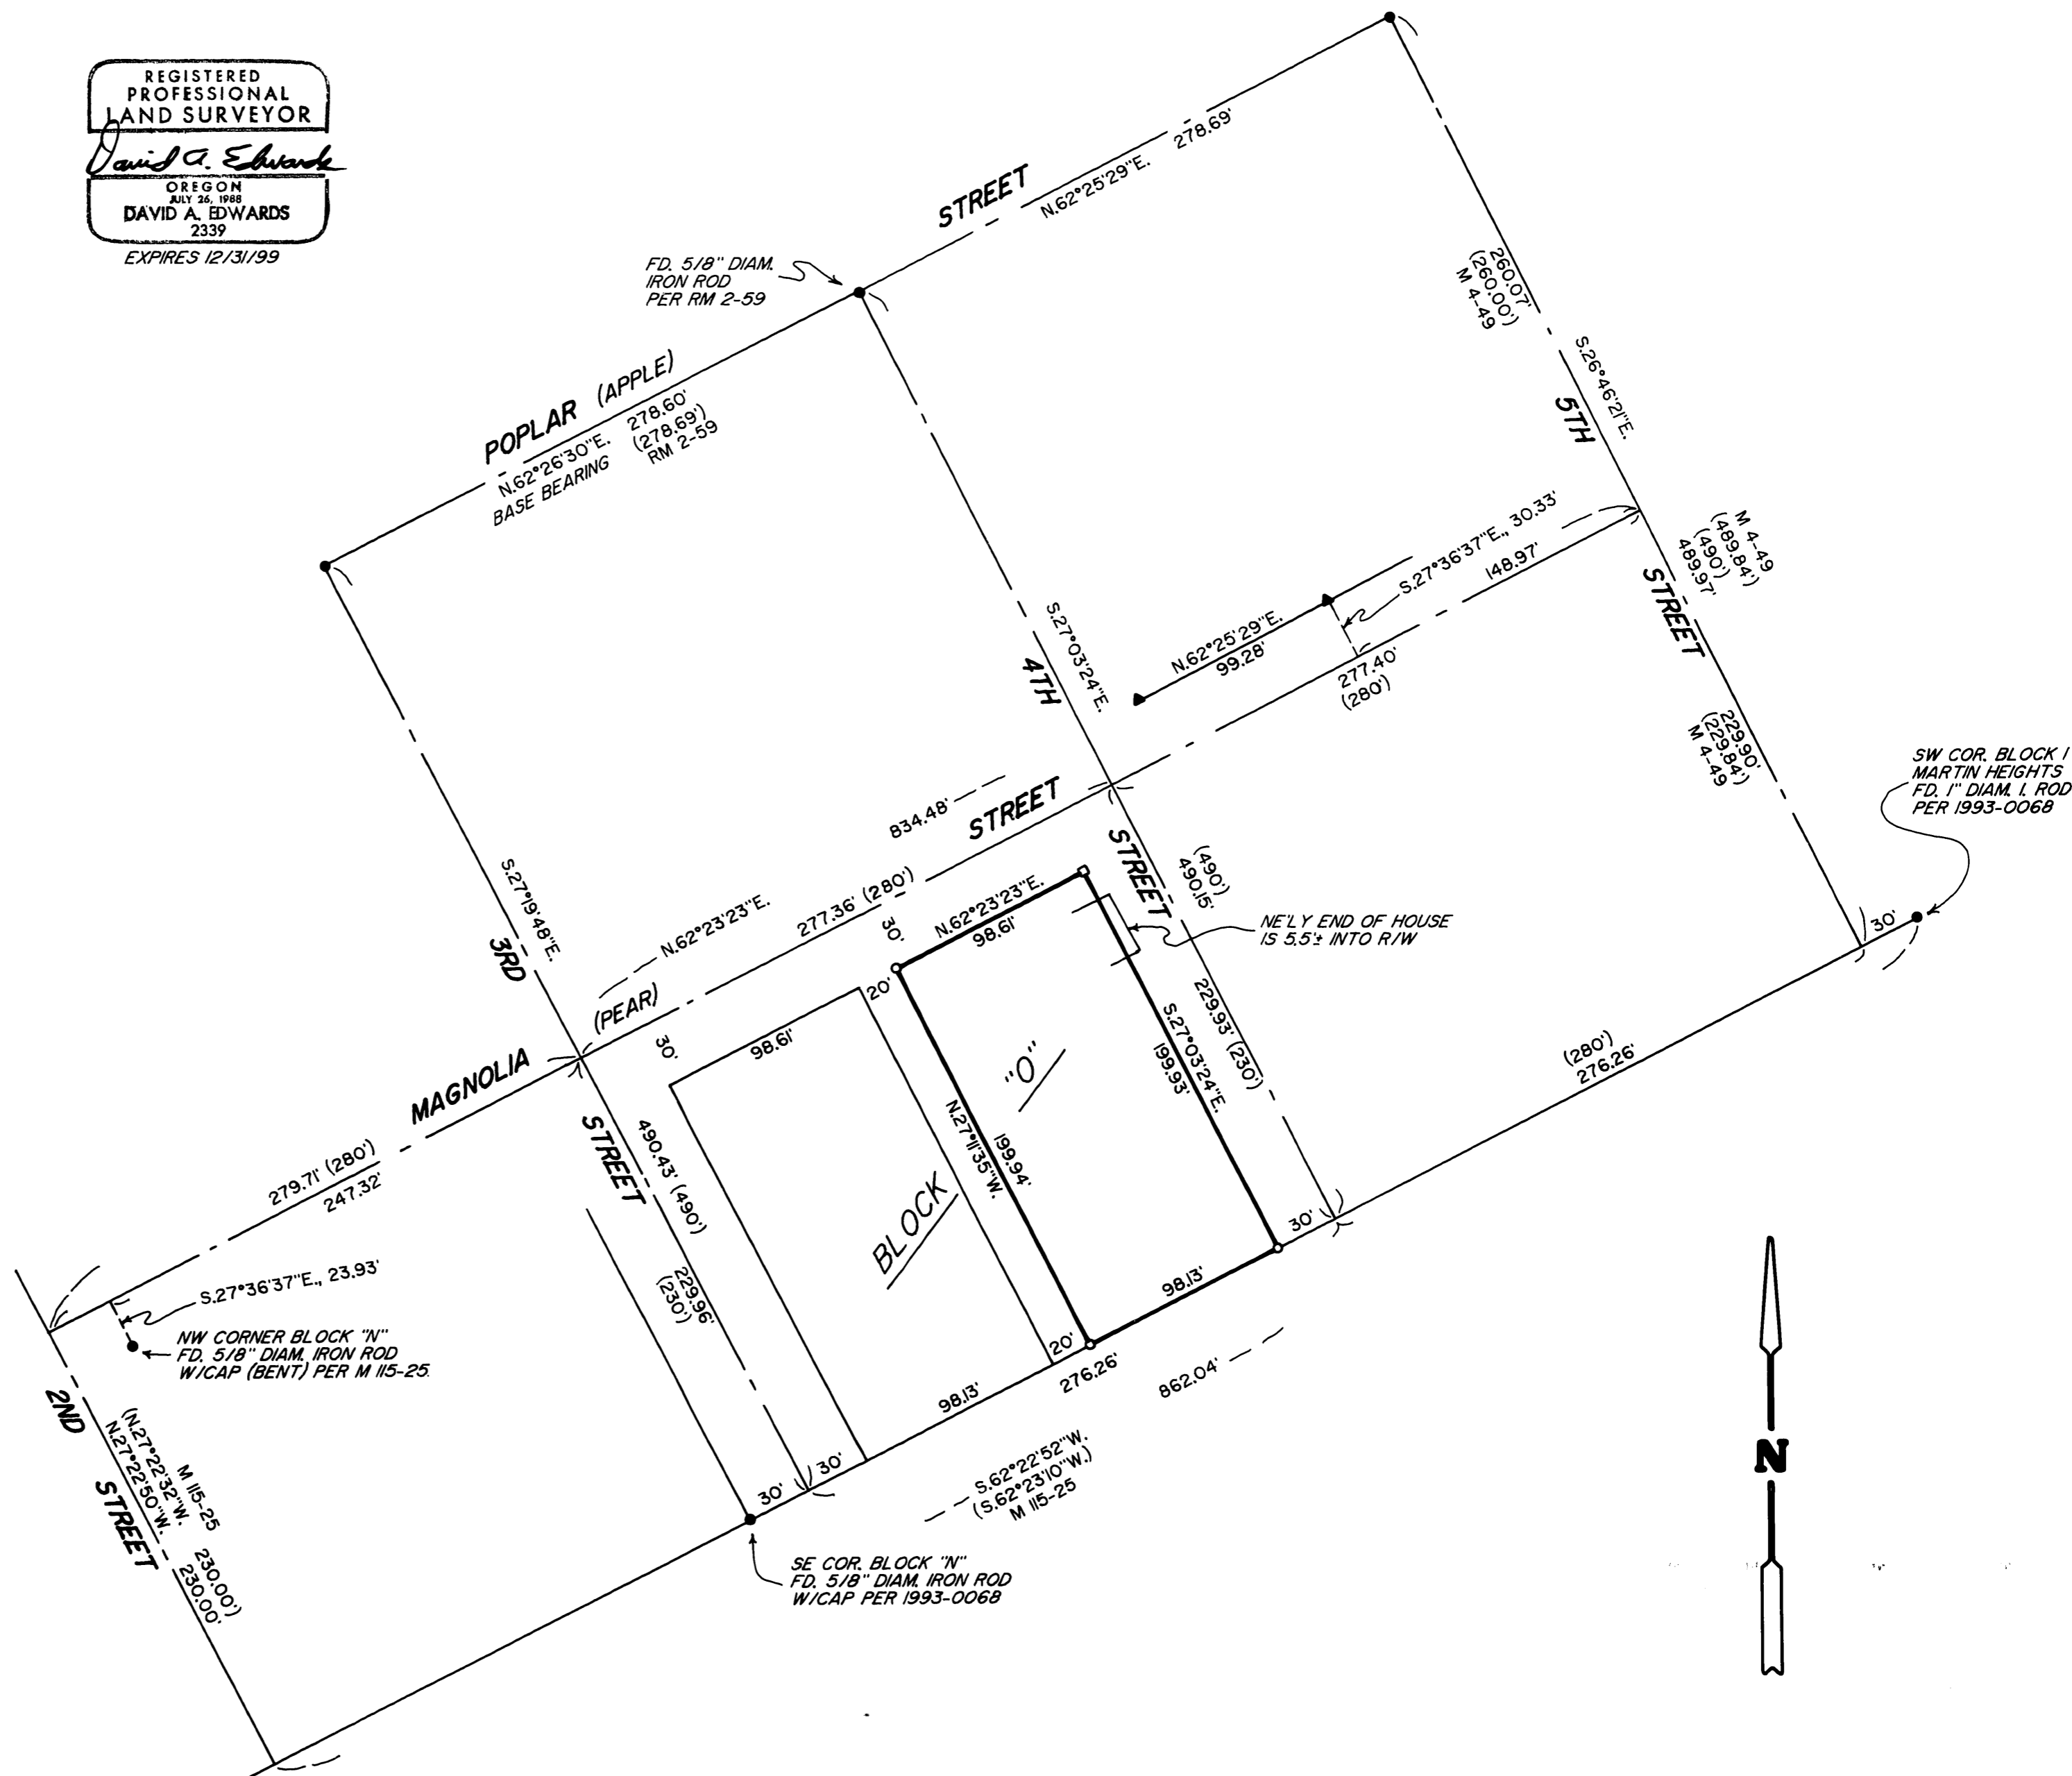 REGISTERED
PROFESSIONAL
LAND SURVEYOR
David A. Edwards
OREGON
JULY 26, 1988
DAVID A. EDWARDS
2339
EXPIRES 12/31/99
FD. 5/8" DIAM.
IRON ROD
PER RM 2-59
POPLAR (APPLE)
STREET
N.62°26'30"E. 278.60'
BASE BEARING (278.69')
RM 2-59
N.62°25'29"E. 278.69'
260.07'
(260.00')
M 4-49
S.26°46'21"E.
5TH
STREET
M 4-49
(489.84')
(490')
489.97'
229.90'
(229.84')
M 4-49
SW COR. BLOCK 1
MARTIN HEIGHTS
FD. 1" DIAM. I. ROD
PER 1993-0068
30'
S.27°03'24"E.
4TH
STREET
N.62°25'29"E.
99.28'
S.27°36'37"E., 30.33'
148.97'
277.40'
(280')
834.48'
STREET
N.62°23'23"E.
277.36' (280')
(PEAR)
MAGNOLIA
S.27°19'48"E.
3RD
STREET
(490')
490.15'
NE'LY END OF HOUSE
IS 5.5'± INTO R/W
30'
N.62°23'23"E.
98.61'
20'
30'
98.61'
229.93' (230')
S.27°03'24"E.
199.93'
"O"
BLOCK
N.27°11'35"W.
199.94'
490.43' (490')
229.96'
(230')
279.71' (280')
247.32'
S.27°36'37"E., 23.93'
NW CORNER BLOCK "N"
FD. 5/8" DIAM. IRON ROD
W/CAP (BENT) PER M 115-25.
2ND
STREET
M 115-25
(N.27°22'32"W. 230.00')
N.27°22'50"W. 230.00'
30'
30'
98.13'
20'
98.13'
30'
276.26'
862.04'
(280')
276.26'
S.62°22'52"W.
(S.62°23'10"W.)
M 115-25
SE COR. BLOCK "N"
FD. 5/8" DIAM. IRON ROD
W/CAP PER 1993-0068
N